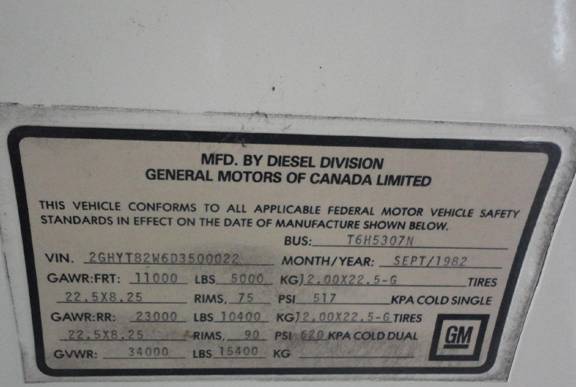 MFD. BY DIESEL DIVISION
GENERAL MOTORS OF CANADA LIMITED
THIS VEHICLE CONFORMS TO ALL APPLICABLE FEDERAL MOTOR VEHICLE SAFETY
STANDARDS IN EFFECT ON THE DATE OF MANUFACTURE SHOWN BELOW.
BUS: T6H5307N
VIN. 2GHYT82W6D3500022 MONTH/YEAR: SEPT/1982
GAWR:FRT: 11000 LBS 5000 KG12.00X22.5-G TIRES
22.5X8.25 RIMS, 75 PSI 517 KPA COLD SINGLE
GAWR:RR: 23000 LBS 10400 KG12.00X22.5-G TIRES
22.5X8.25 RIMS, 90 PSI 620 KPA COLD DUAL
GVWR: 34000 LBS 15400 KG
GM